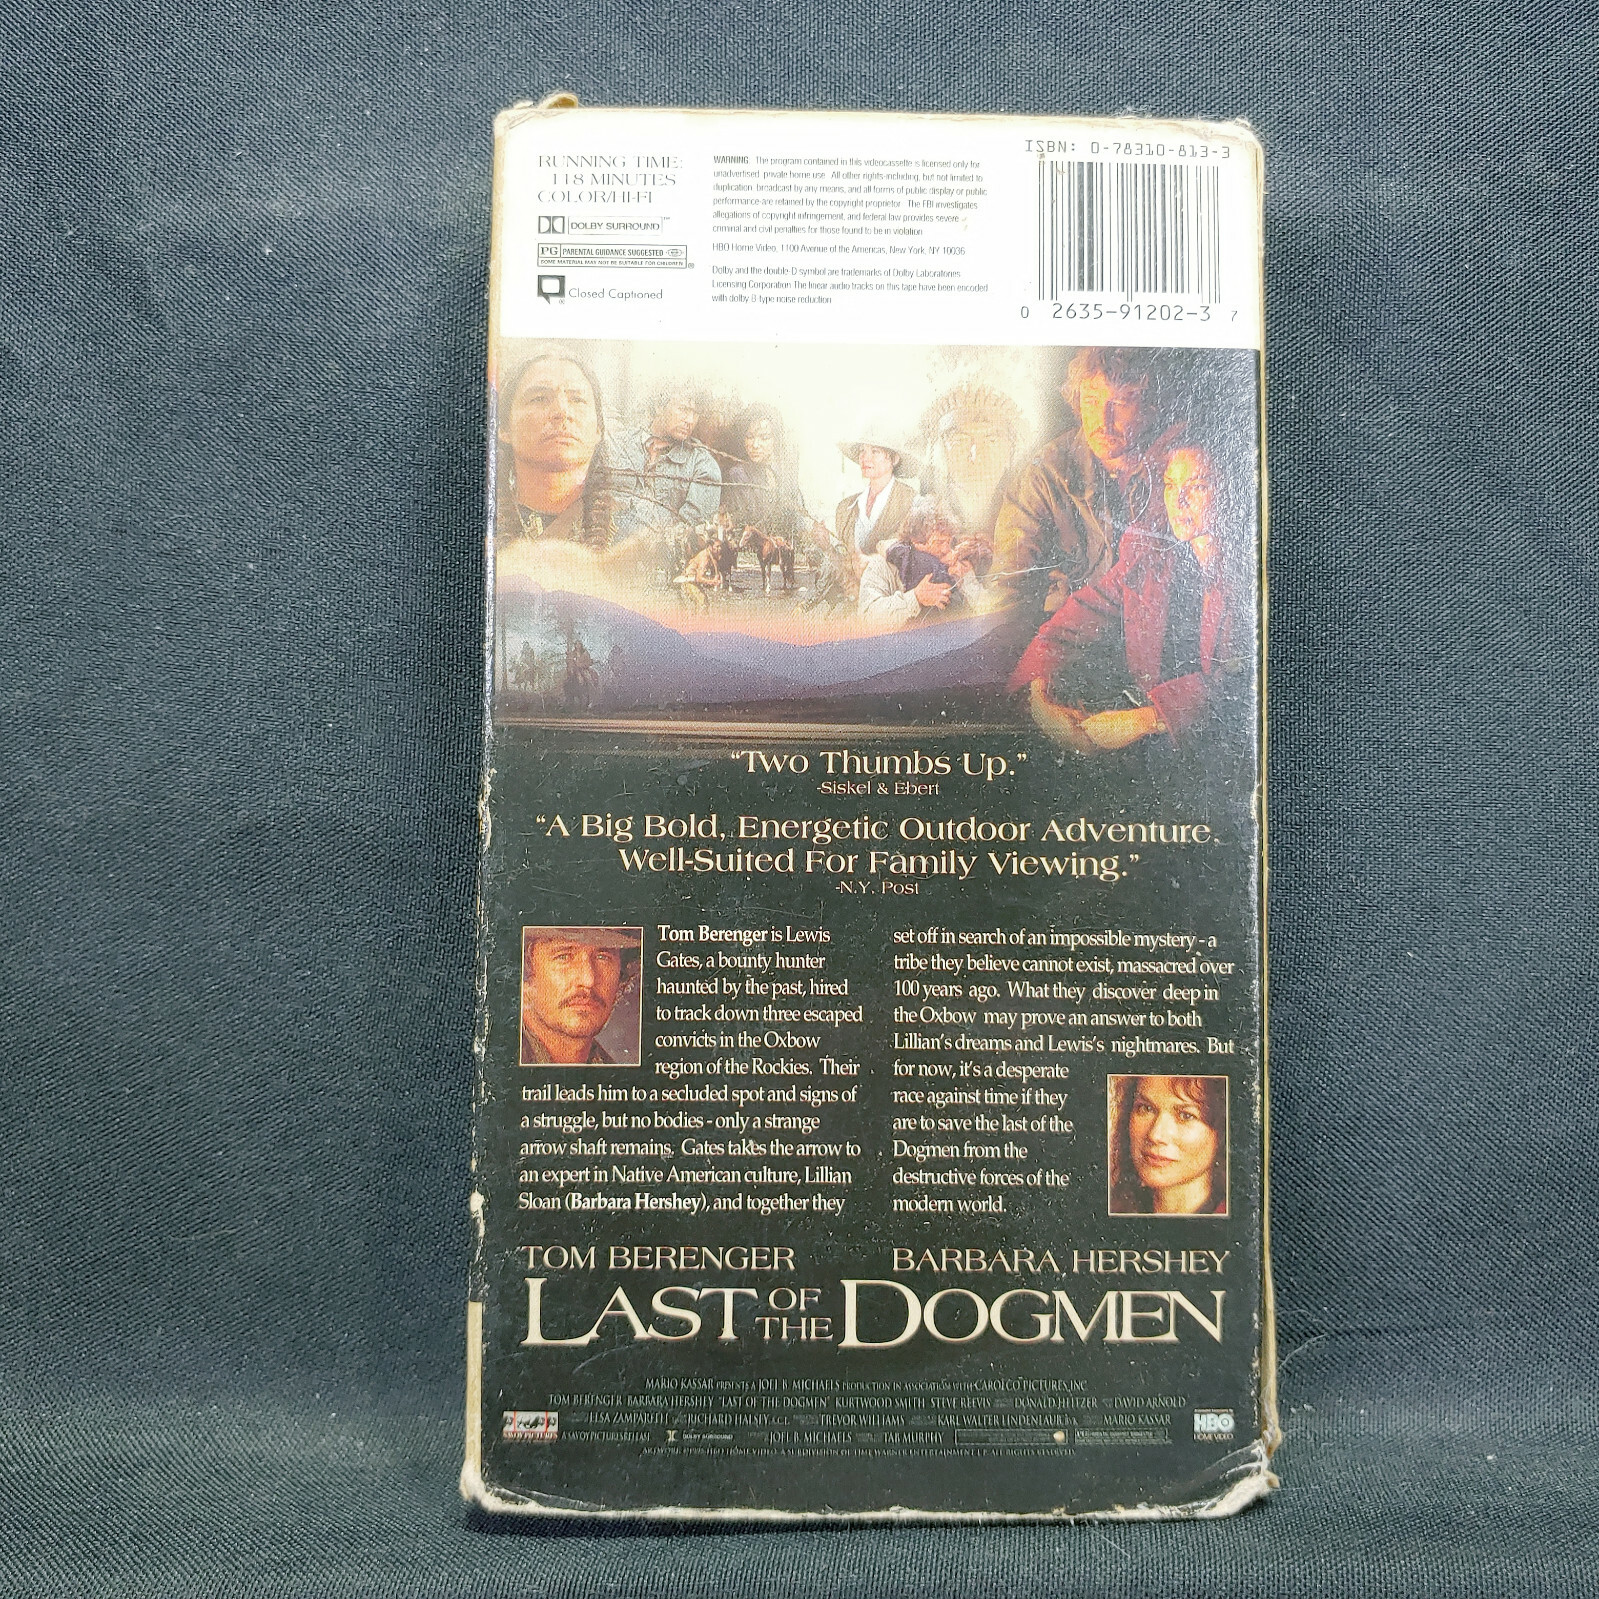 RUNNING TIME:
118 MINUTES
COLOR/HI-FI
DOLBY SURROUND™
PG PARENTAL GUIDANCE SUGGESTED
SOME MATERIAL MAY NOT BE SUITABLE FOR CHILDREN ®
Closed Captioned
WARNING: The program contained in this videocassette is licensed only for
unadvertised, private home use. All other rights-including, but not limited to
duplication, broadcast by any means, and all forms of public display or public
performance-are retained by the copyright proprietor. The FBI investigates
allegations of copyright infringement, and federal law provides severe
criminal and civil penalties for those found to be in violation
HBO Home Video, 1100 Avenue of the Americas, New York, NY 10036
Dolby and the double-D symbol are trademarks of Dolby Laboratories
Licensing Corporation The linear audio tracks on this tape have been encoded
with dolby B-type noise reduction
ISBN: 0-78310-813-3
0 2635-91202-3 7
“Two Thumbs Up.”
-Siskel & Ebert
“A Big Bold, Energetic Outdoor Adventure,
Well-Suited For Family Viewing.”
-N.Y. Post
Tom Berenger is Lewis
Gates, a bounty hunter
haunted by the past, hired
to track down three escaped
convicts in the Oxbow
region of the Rockies. Their
trail leads him to a secluded spot and signs of
a struggle, but no bodies - only a strange
arrow shaft remains. Gates takes the arrow to
an expert in Native American culture, Lillian
Sloan (Barbara Hershey), and together they
set off in search of an impossible mystery - a
tribe they believe cannot exist, massacred over
100 years ago. What they discover deep in
the Oxbow may prove an answer to both
Lillian's dreams and Lewis's nightmares. But
for now, it's a desperate
race against time if they
are to save the last of the
Dogmen from the
destructive forces of the
modern world.
TOM BERENGER BARBARA HERSHEY
LAST OF THE DOGMEN
MARIO KASSAR PRESENTS A JOEL B. MICHAELS PRODUCTION IN ASSOCIATION WITH CAROLCO PICTURES INC.
TOM BERENGER BARBARA HERSHEY "LAST OF THE DOGMEN" KURTWOOD SMITH STEVE REEVIS DONALD HEITZER DAVID ARNOLD
ELSA ZAMPARELLI RICHARD HALSEY A.C.E. TREVOR WILLIAMS KARL WALTER LINDENLAUB MARIO KASSAR
SAVOY PICTURES A SAVOY PICTURES RELEASE DOLBY SURROUND JOEL B. MICHAELS TAB MURPHY HBO
HOME VIDEO